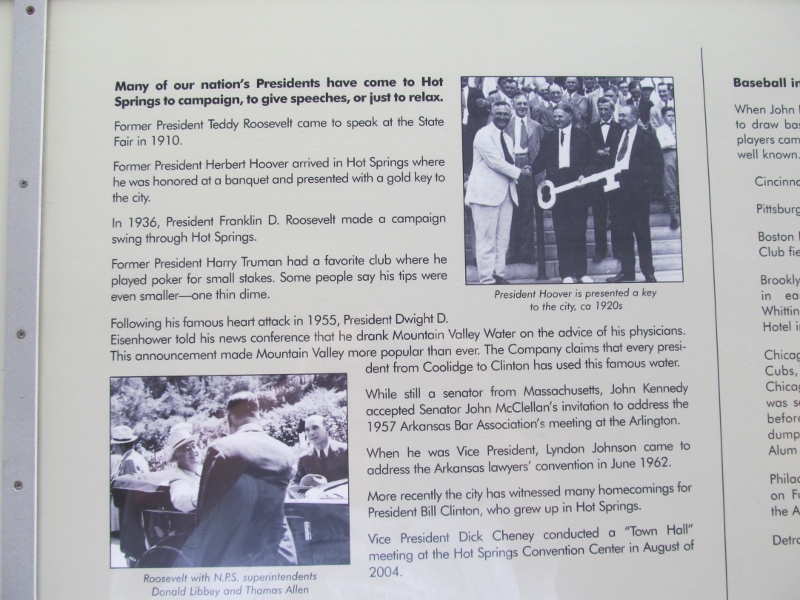 Many of our nation's Presidents have come to Hot
Springs to campaign, to give speeches, or just to relax.
Former President Teddy Roosevelt came to speak at the State
Fair in 1910.
Former President Herbert Hoover arrived in Hot Springs where
he was honored at a banquet and presented with a gold key to
the city.
In 1936, President Franklin D. Roosevelt made a campaign
swing through Hot Springs.
Former President Harry Truman had a favorite club where he
played poker for small stakes. Some people say his tips were
even smaller—one thin dime.
President Hoover is presented a key
to the city, ca 1920s
Following his famous heart attack in 1955, President Dwight D.
Eisenhower told his news conference that he drank Mountain Valley Water on the advice of his physicians.
This announcement made Mountain Valley more popular than ever. The Company claims that every presi-
dent from Coolidge to Clinton has used this famous water.
While still a senator from Massachusetts, John Kennedy
accepted Senator John McClellan's invitation to address the
1957 Arkansas Bar Association's meeting at the Arlington.
When he was Vice President, Lyndon Johnson came to
address the Arkansas lawyers' convention in June 1962.
More recently the city has witnessed many homecomings for
President Bill Clinton, who grew up in Hot Springs.
Vice President Dick Cheney conducted a "Town Hall"
meeting at the Hot Springs Convention Center in August of
2004.
Roosevelt with N.P.S. superintendents
Donald Libbey and Thomas Allen
Baseball in
When John
to draw
players
well known.
Pittsburg
Boston
Club
Brooklyn
in
Hotel
Cubs,
was
Alum
on
the